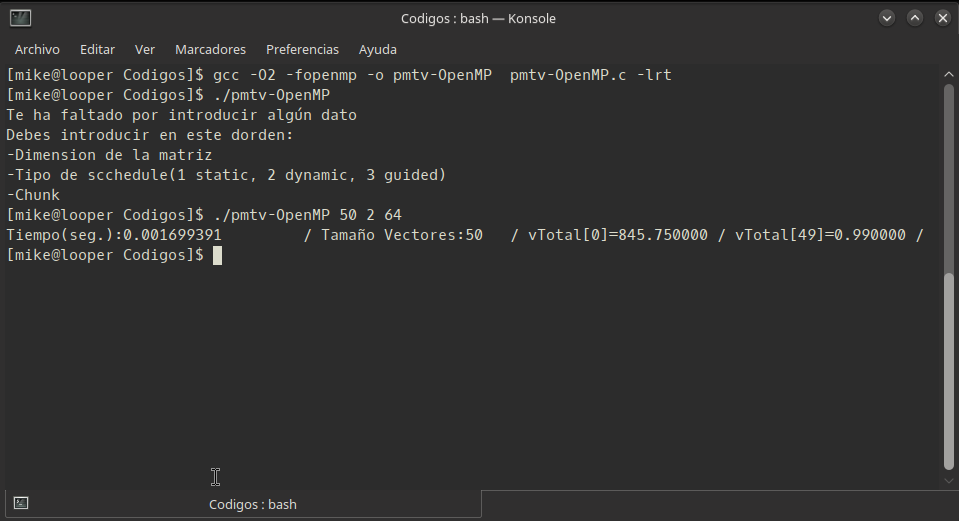 Codigos : bash — Konsole
Archivo Editar Ver Marcadores Preferencias Ayuda
[mike@looper Codigos]$ gcc -O2 -fopenmp -o pmtv-OpenMP  pmtv-OpenMP.c -lrt
[mike@looper Codigos]$ ./pmtv-OpenMP
Te ha faltado por introducir algún dato
Debes introducir en este dorden:
-Dimension de la matriz
-Tipo de scchedule(1 static, 2 dynamic, 3 guided)
-Chunk
[mike@looper Codigos]$ ./pmtv-OpenMP 50 2 64
Tiempo(seg.):0.001699391         / Tamaño Vectores:50   / vTotal[0]=845.750000 / vTotal[49]=0.990000 /
[mike@looper Codigos]$
Codigos : bash